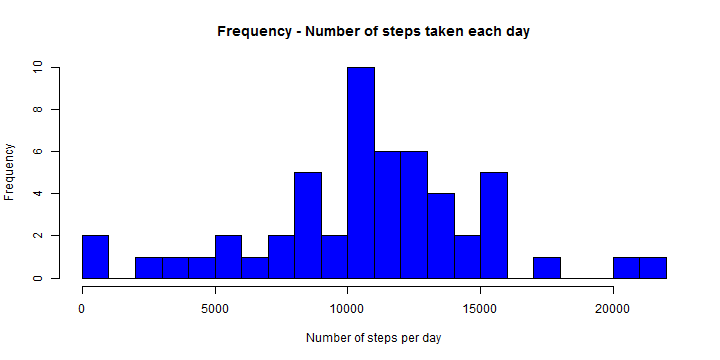 Frequency - Number of steps taken each day
Frequency
10
8
6
4
2
0
0 5000 10000 15000 20000
Number of steps per day